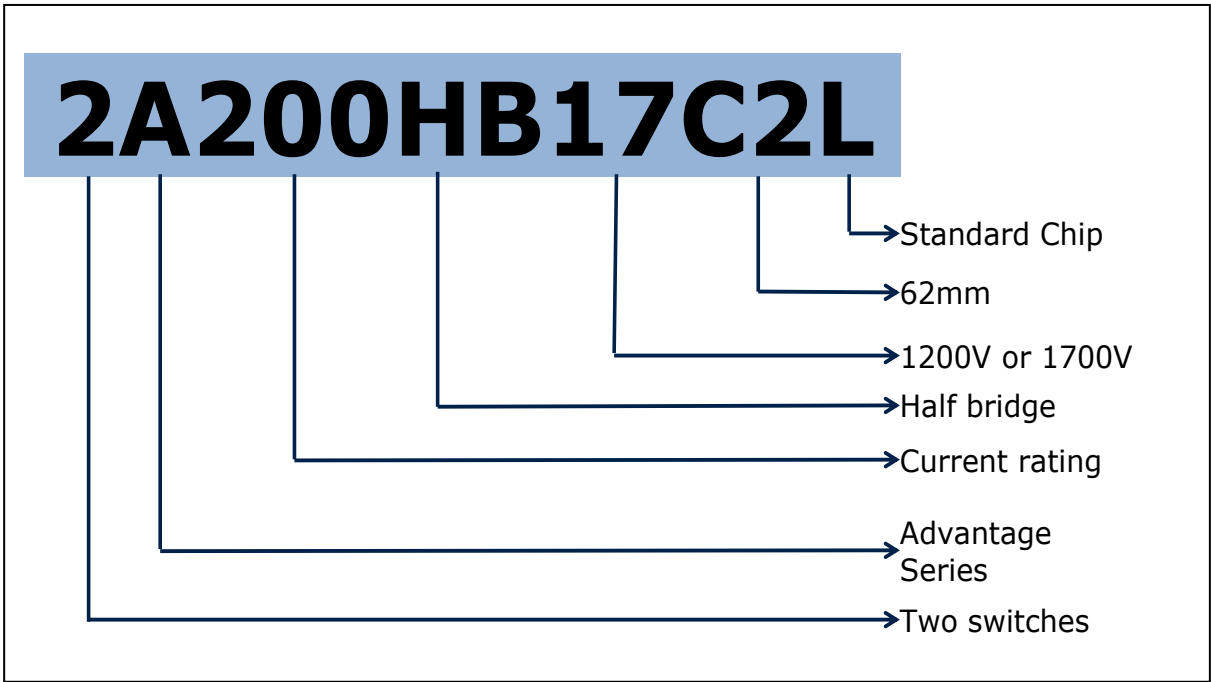 2A200HB17C2L
Standard Chip
62mm
1200V or 1700V
Half bridge
Current rating
Advantage
Series
Two switches